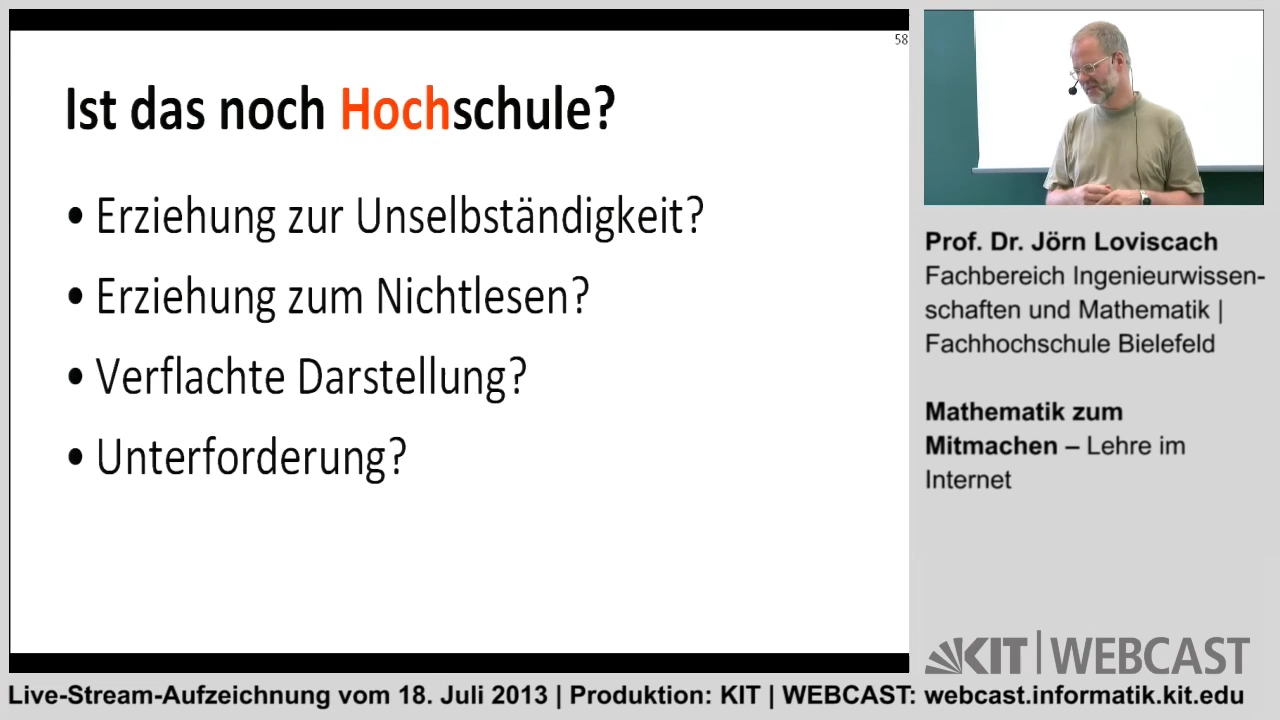 58
Ist das noch Hochschule?
• Erziehung zur Unselbständigkeit?
• Erziehung zum Nichtlesen?
• Verflachte Darstellung?
• Unterforderung?
Prof. Dr. Jörn Loviscach
Fachbereich Ingenieurwissen-
schaften und Mathematik |
Fachhochschule Bielefeld
Mathematik zum
Mitmachen – Lehre im
Internet
KIT | WEBCAST
Live-Stream-Aufzeichnung vom 18. Juli 2013 | Produktion: KIT | WEBCAST: webcast.informatik.kit.edu